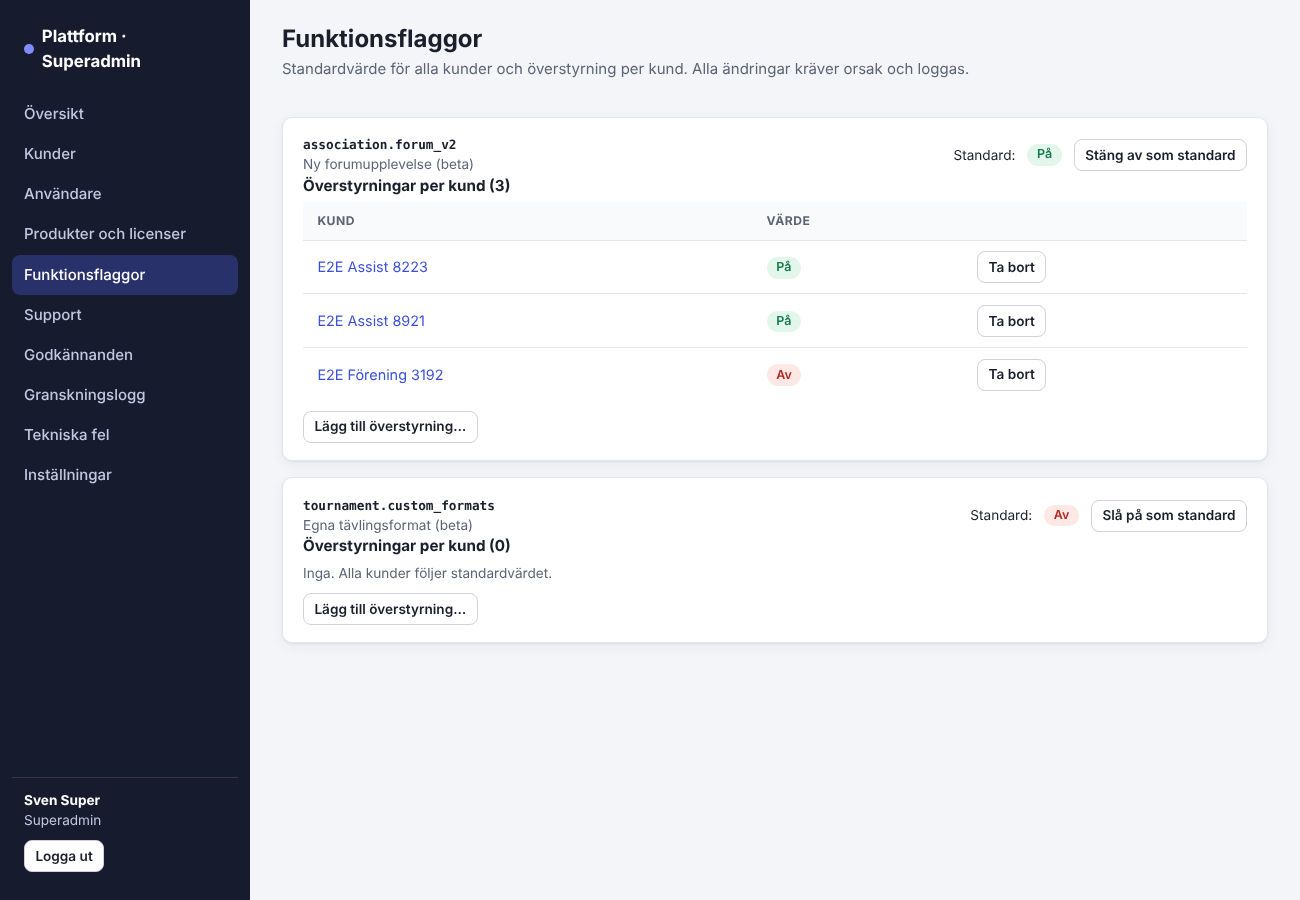 Plattform ·
Superadmin
Översikt
Kunder
Användare
Produkter och licenser
Funktionsflaggor
Support
Godkännanden
Granskningslogg
Tekniska fel
Inställningar
Sven Super
Superadmin
Logga ut
Funktionsflaggor
Standardvärde för alla kunder och överstyrning per kund. Alla ändringar kräver orsak och loggas.
association.forum_v2
Ny forumupplevelse (beta)
Standard: På Stäng av som standard
Överstyrningar per kund (3)
KUND VÄRDE
E2E Assist 8223 På Ta bort
E2E Assist 8921 På Ta bort
E2E Förening 3192 Av Ta bort
Lägg till överstyrning…
tournament.custom_formats
Egna tävlingsformat (beta)
Standard: Av Slå på som standard
Överstyrningar per kund (0)
Inga. Alla kunder följer standardvärdet.
Lägg till överstyrning…